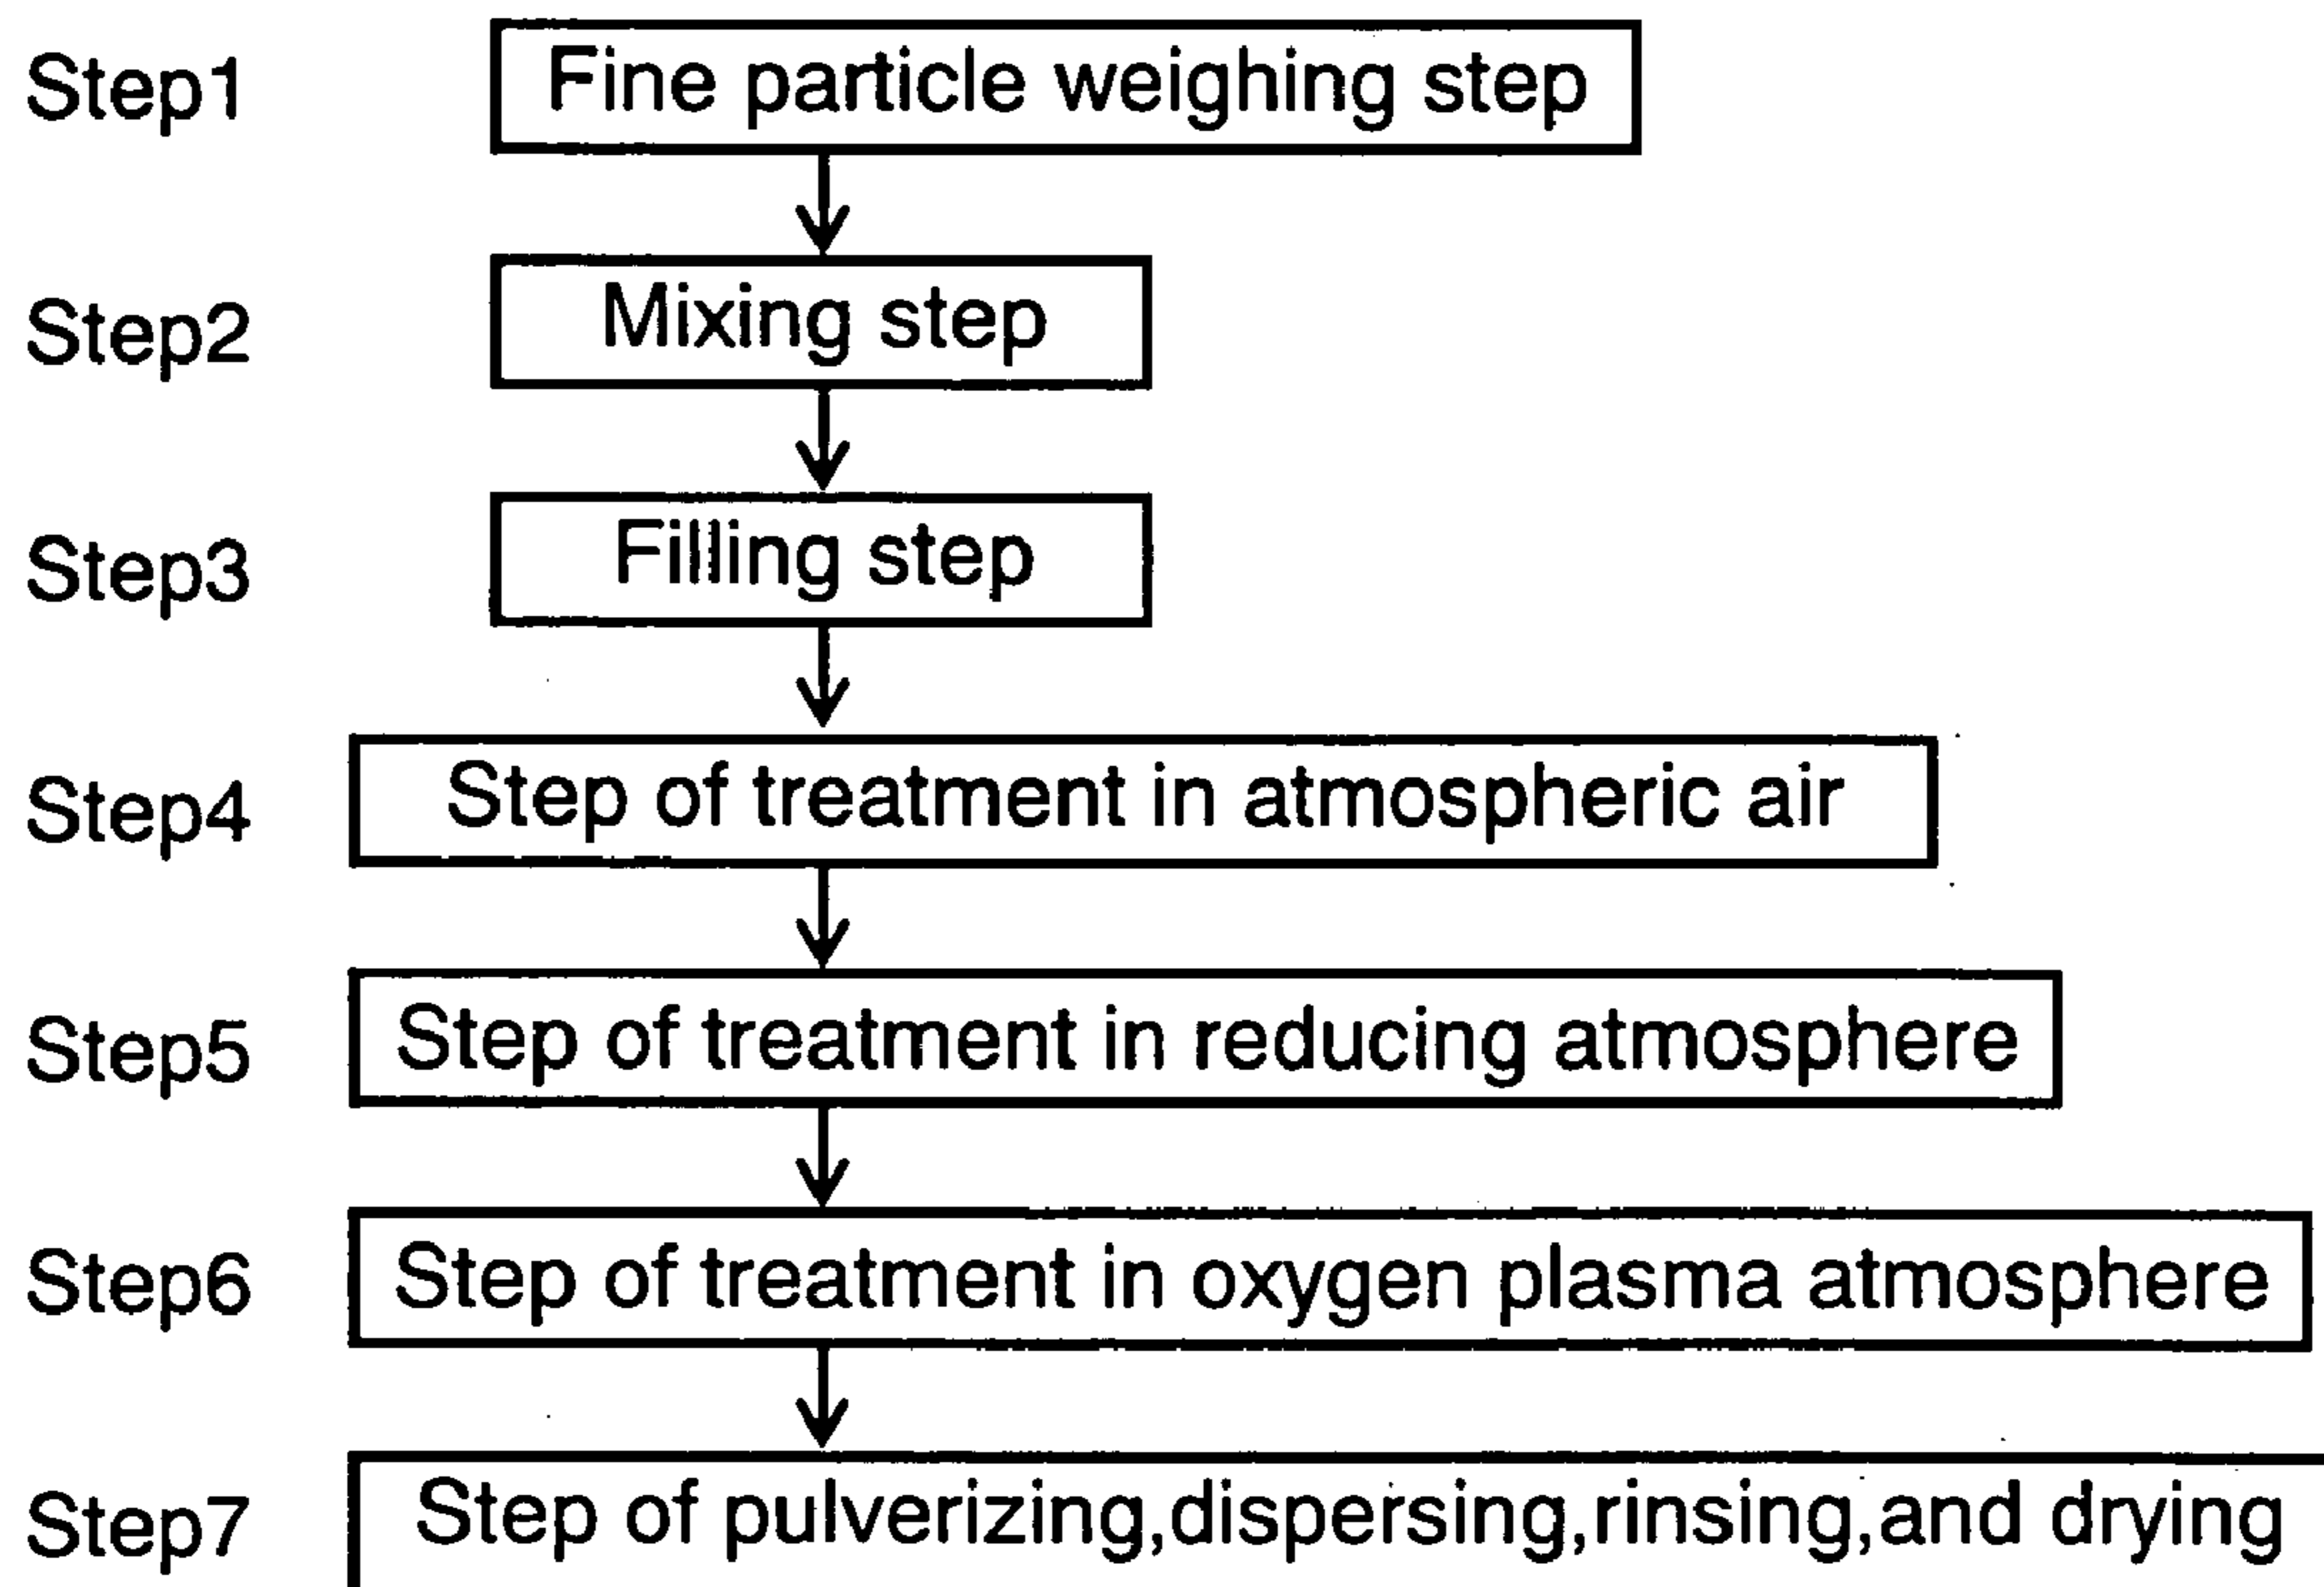 Step1 Fine particle weighing step
Step2 Mixing step
Step3 Filling step
Step4 Step of treatment in atmospheric air
Step5 Step of treatment in reducing atmosphere
Step6 Step of treatment in oxygen plasma atmosphere
Step7 Step of pulverizing,dispersing,rinsing,and drying